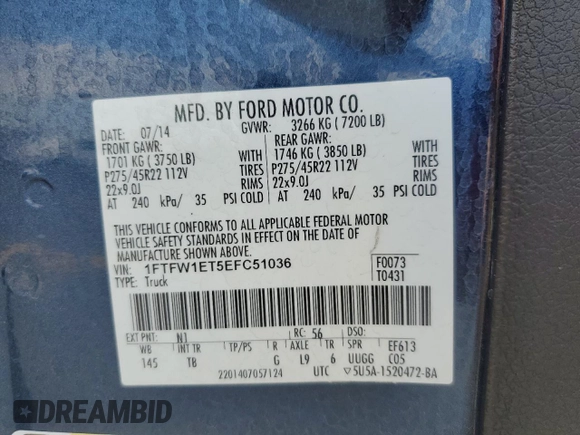 MFD. BY FORD MOTOR CO.
DATE: 07/14 GVWR: 3266 KG ( 7200 LB)
FRONT GAWR: REAR GAWR:
1701 KG ( 3750 LB) 1746 KG ( 3850 LB)
P275/45R22 112V TIRES P275/45R22 112V
22x9.0J RIMS 22x9.0J
AT 240 kPa/ 35 PSI COLD AT 240 kPa/ 35 PSI COLD
THIS VEHICLE CONFORMS TO ALL APPLICABLE FEDERAL MOTOR
VEHICLE SAFETY STANDARDS IN EFFECT ON THE DATE OF
MANUFACTURE SHOWN ABOVE.
VIN: 1FTFW1ET5EFC51036 F0073
TYPE: Truck T0431
EXT PNT: N1 RC: 56 DSO:
WB INT TR TP/PS R AXLE TR SPR EF613
145 TB G L9 6 UUGG C05
2201407057124 UTC 5U5A-1520472-BA
DREAMBID